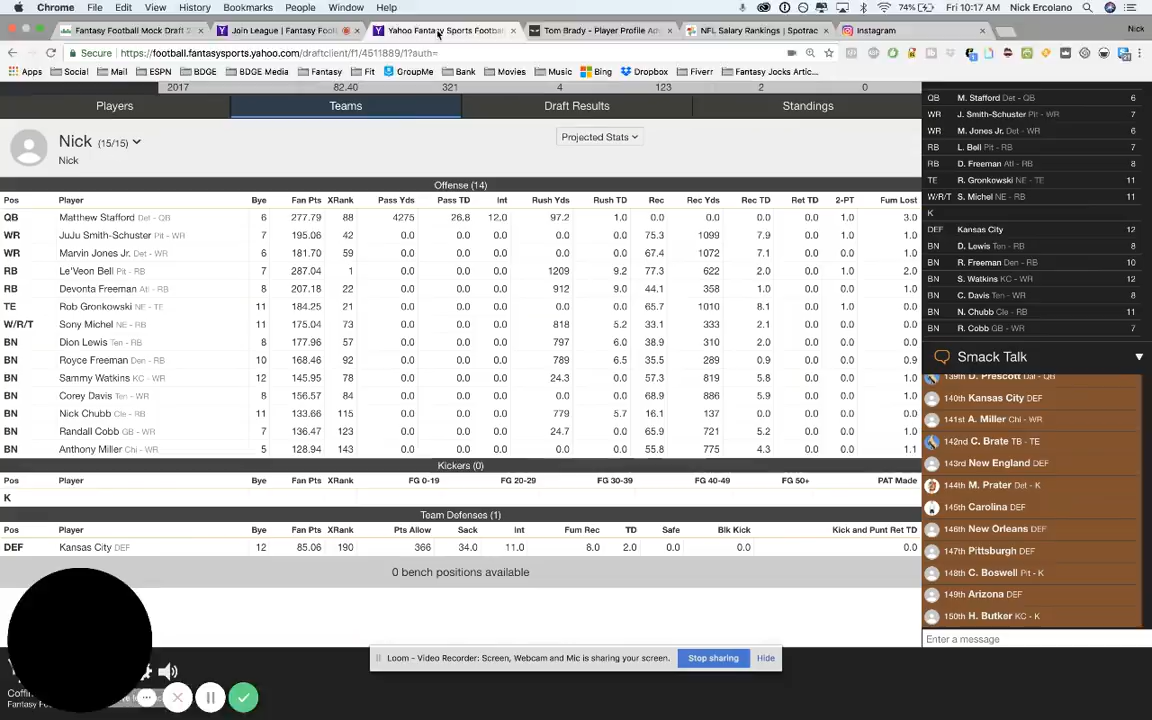 Chrome File Edit View History Bookmarks People Window Help 74% Fri 10:17 AM Nick Ercolano
Fantasy Football Mock Draft Join League | Fantasy Foot Yahoo Fantasy Sports Footbal Tom Brady - Player Profile Ad NFL Salary Rankings | Spotrac Instagram Nick
Secure https://football.fantasysports.yahoo.com/draftclient/f1/4511889/1?auth=
Apps Social Mail ESPN BDGE BDGE Media Fantasy Fit GroupMe Bank Movies Music Bing Dropbox Fiverr Fantasy Jocks Artic...
2017 82.40 321 4 123 2 0
Players Teams Draft Results Standings
Nick (15/15)
Nick
Projected Stats
Offense (14)
Pos Player Bye Fan Pts XRank Pass Yds Pass TD Int Rush Yds Rush TD Rec Rec Yds Rec TD Ret TD 2-PT Fum Lost
QB Matthew Stafford Det - QB 6 277.79 88 4275 26.8 12.0 97.2 1.0 0.0 0.0 0.0 0.0 1.0 3.0
WR JuJu Smith-Schuster Pit - WR 7 195.06 42 0.0 0.0 0.0 0.0 0.0 75.3 1099 7.9 0.0 1.0 1.0
WR Marvin Jones Jr. Det - WR 6 181.70 59 0.0 0.0 0.0 0.0 0.0 67.4 1072 7.1 0.0 1.0 0.0
RB Le'Veon Bell Pit - RB 7 287.04 1 0.0 0.0 0.0 1209 9.2 77.3 622 2.0 0.0 1.0 2.0
RB Devonta Freeman Atl - RB 8 207.18 22 0.0 0.0 0.0 912 9.0 44.1 358 1.0 0.0 0.0 1.0
TE Rob Gronkowski NE - TE 11 184.25 21 0.0 0.0 0.0 0.0 0.0 65.7 1010 8.1 0.0 1.0 0.0
W/R/T Sony Michel NE - RB 11 175.04 73 0.0 0.0 0.0 818 5.2 33.1 333 2.1 0.0 0.0 1.0
BN Dion Lewis Ten - RB 8 177.96 57 0.0 0.0 0.0 797 6.0 38.9 310 2.0 0.0 0.0 1.0
BN Royce Freeman Den - RB 10 168.46 92 0.0 0.0 0.0 789 6.5 35.5 289 0.9 0.0 0.0 0.9
BN Sammy Watkins KC - WR 12 145.95 78 0.0 0.0 0.0 24.3 0.0 57.3 819 5.8 0.0 0.0 1.0
BN Corey Davis Ten - WR 8 156.57 84 0.0 0.0 0.0 0.0 0.0 68.9 886 5.9 0.0 0.0 1.0
BN Nick Chubb Cle - RB 11 133.66 115 0.0 0.0 0.0 779 5.7 16.1 137 0.0 0.0 0.0 1.0
BN Randall Cobb GB - WR 7 136.47 123 0.0 0.0 0.0 24.7 0.0 65.9 721 5.2 0.0 0.0 1.0
BN Anthony Miller Chi - WR 5 128.94 143 0.0 0.0 0.0 0.0 0.0 55.8 775 4.3 0.0 0.0 1.1
Kickers (0)
Pos Player Bye Fan Pts XRank FG 0-19 FG 20-29 FG 30-39 FG 40-49 FG 50+ PAT Made
K
Team Defenses (1)
Pos Player Bye Fan Pts XRank Pts Allow Sack Int Fum Rec TD Safe Blk Kick Kick and Punt Ret TD
DEF Kansas City DEF 12 85.06 190 366 34.0 11.0 8.0 2.0 0.0 0.0 0.0
0 bench positions available
QB M. Stafford Det - QB 6
WR J. Smith-Schuster Pit - WR 7
WR M. Jones Jr. Det - WR 6
RB L. Bell Pit - RB 7
RB D. Freeman Atl - RB 8
TE R. Gronkowski NE - TE 11
W/R/T S. Michel NE - RB 11
K
DEF Kansas City 12
BN D. Lewis Ten - RB 8
BN R. Freeman Den - RB 10
BN S. Watkins KC - WR 12
BN C. Davis Ten - WR 8
BN N. Chubb Cle - RB 11
BN R. Cobb GB - WR 7
Smack Talk
139th D. Prescott Dal - QB
140th Kansas City DEF
141st A. Miller Chi - WR
142nd C. Brate TB - TE
143rd New England DEF
144th M. Prater Det - K
145th Carolina DEF
146th New Orleans DEF
147th Pittsburgh DEF
148th C. Boswell Pit - K
149th Arizona DEF
150th H. Butker KC - K
Enter a message
Loom - Video Recorder: Screen, Webcam and Mic is sharing your screen. Stop sharing Hide